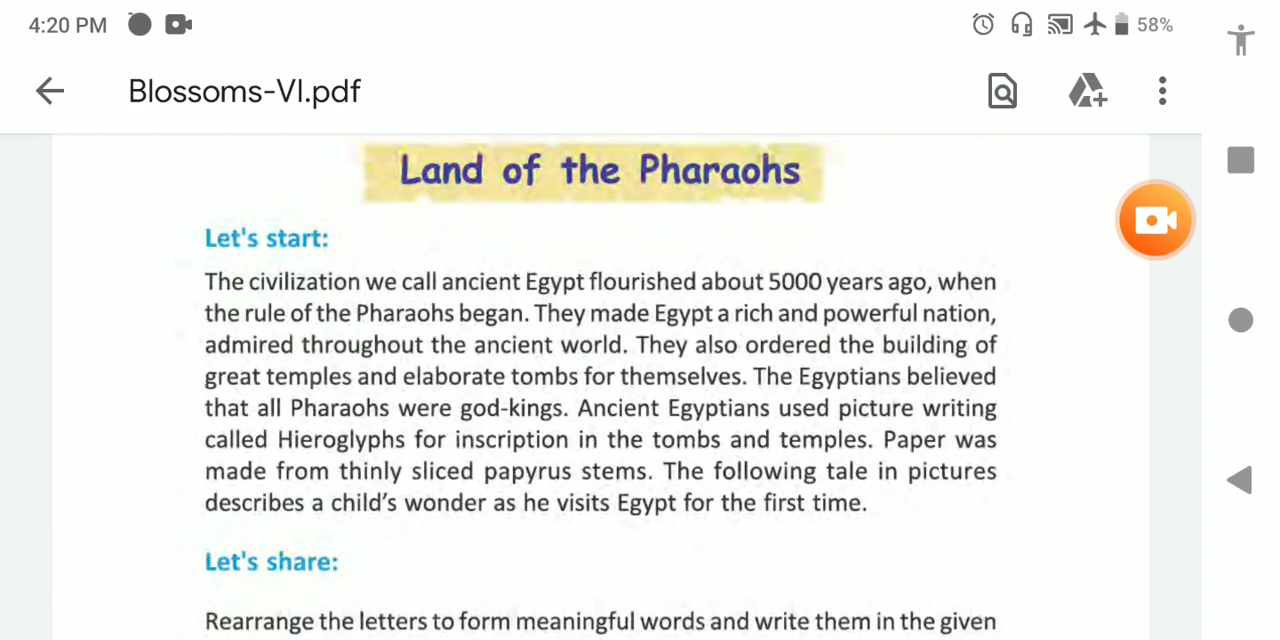 4:20 PM
58%
Blossoms-VI.pdf
Land of the Pharaohs
Let's start:
The civilization we call ancient Egypt flourished about 5000 years ago, when
the rule of the Pharaohs began. They made Egypt a rich and powerful nation,
admired throughout the ancient world. They also ordered the building of
great temples and elaborate tombs for themselves. The Egyptians believed
that all Pharaohs were god-kings. Ancient Egyptians used picture writing
called Hieroglyphs for inscription in the tombs and temples. Paper was
made from thinly sliced papyrus stems. The following tale in pictures
describes a child’s wonder as he visits Egypt for the first time.
Let's share:
Rearrange the letters to form meaningful words and write them in the given